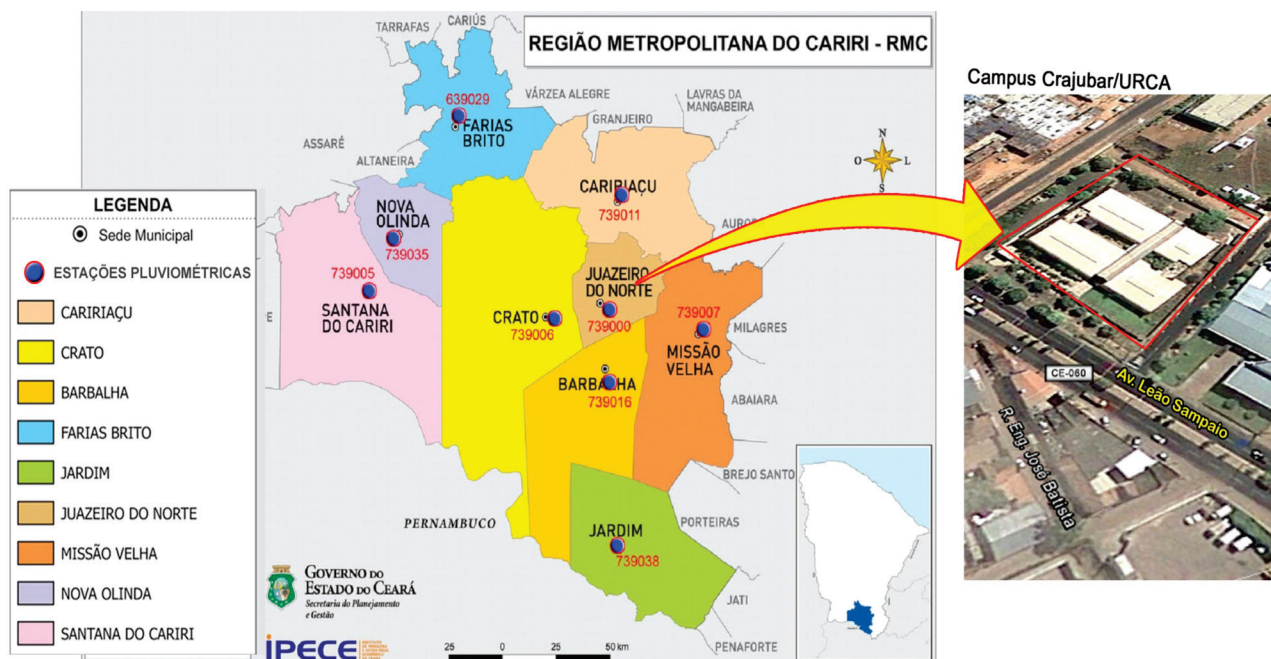 REGIÃO METROPOLITANA DO CARIRI - RMC
Campus Crajubar/URCA
TARRAFAS
CARIÚS
VÁRZEA ALEGRE
LAVRAS DA
MANGABEIRA
GRANJEIRO
639029
FARIAS
BRITO
ASSARÉ
ALTANEIRA
N
O
L
S
CARIRIAÇU
739011
NOVA
OLINDA
739035
739005
SANTANA
DO CARIRI
JUAZEIRO
DO NORTE
739000
CRATO
739006
739007
MISSÃO
VELHA
MILAGRES
BARBALHA
739016
ABAIARA
BREJO SANTO
PERNAMBUCO
PORTEIRAS
JARDIM
739038
JATI
PENAFORTE
LEGENDA
Sede Municipal
ESTAÇÕES PLUVIOMÉTRICAS
CARIRIAÇU
CRATO
BARBALHA
FARIAS BRITO
JARDIM
JUAZEIRO DO NORTE
MISSÃO VELHA
NOVA OLINDA
SANTANA DO CARIRI
GOVERNO DO
ESTADO DO CEARÁ
Secretaria do Planejamento
e Gestão
IPECE
25 0 25 50 km
CE-060
Av. Leão Sampaio
R. Eng. José Batista